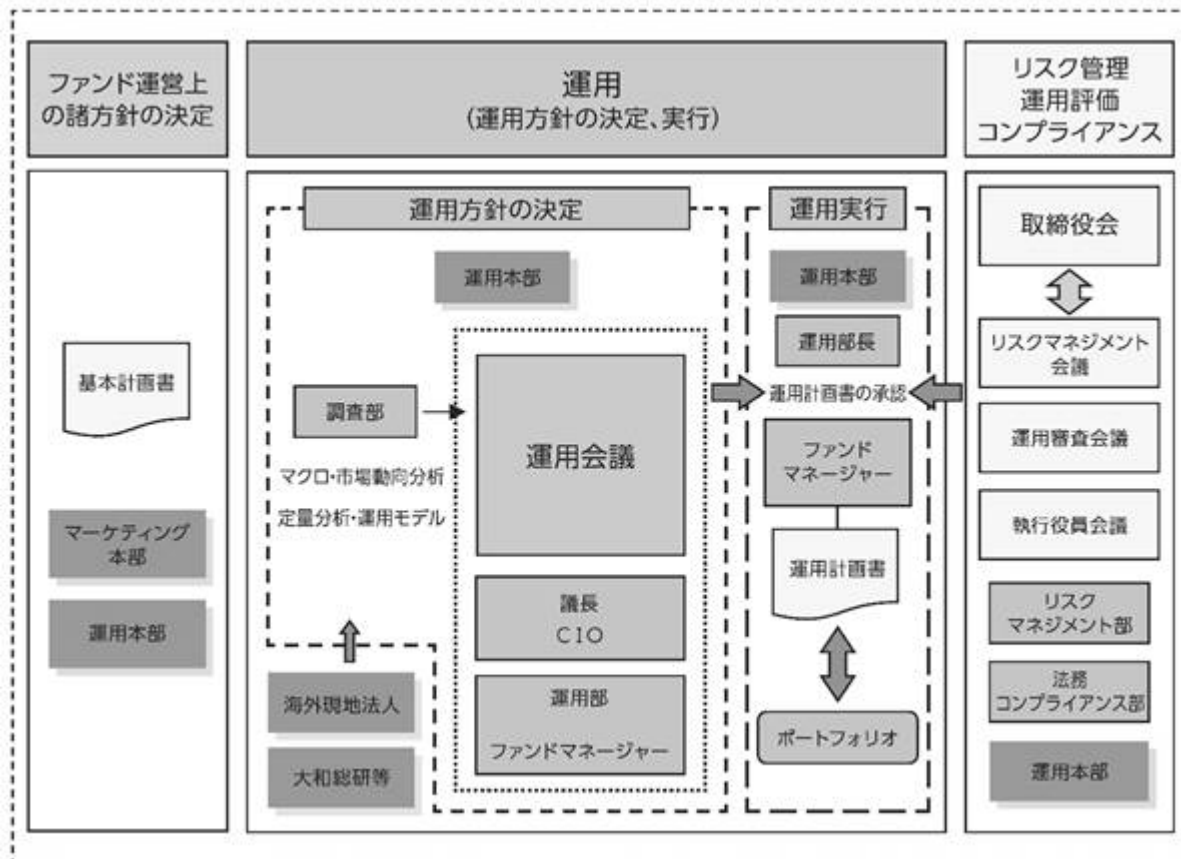 ファンド運営上
の諸方針の決定
運用
(運用方針の決定、実行)
リスク管理
運用評価
コンプライアンス
基本計画書
マーケティング
本部
運用本部
運用方針の決定
運用本部
調査部
マクロ・市場動向分析
定量分析・運用モデル
海外現地法人
大和総研等
運用会議
議長
CIO
運用部
ファンドマネージャー
運用実行
運用本部
運用部長
運用計画書の承認
ファンド
マネージャー
運用計画書
ポートフォリオ
取締役会
リスクマネジメント
会議
運用審査会議
執行役員会議
リスク
マネジメント部
法務
コンプライアンス部
運用本部